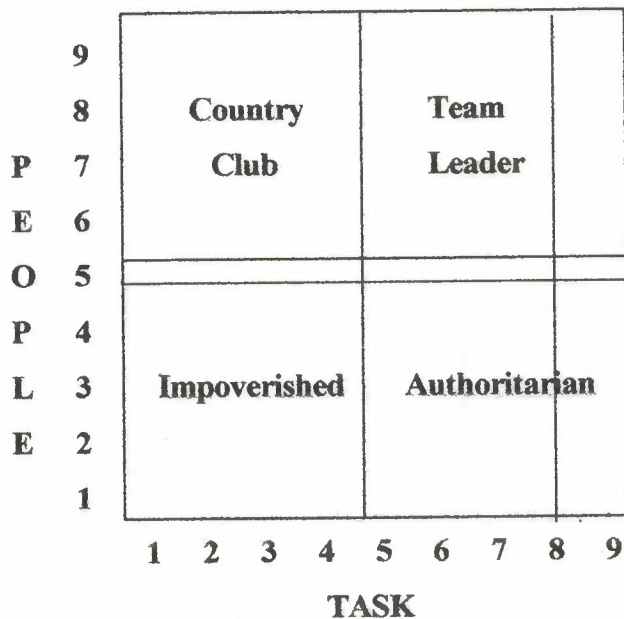 9
8 Country Team
P 7 Club Leader
E 6
O 5
P 4
L 3 Impoverished Authoritarian
E 2
1
1 2 3 4 5 6 7 8 9
TASK